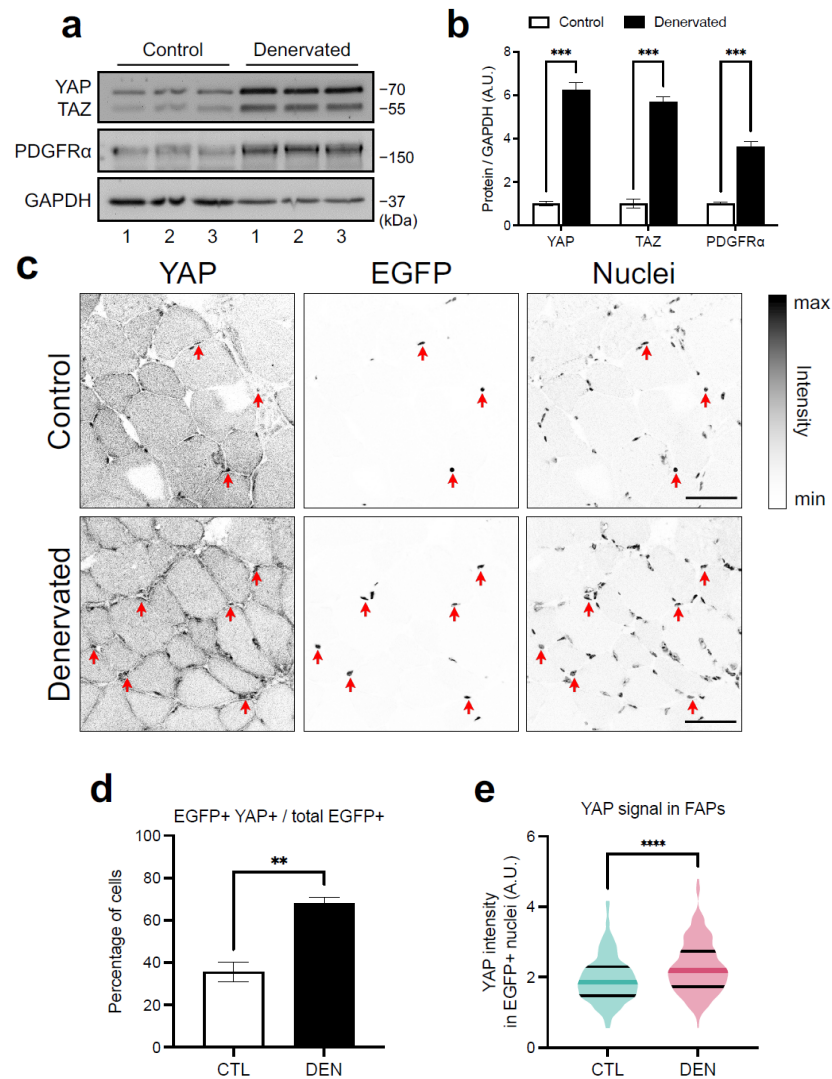 a
Control Denervated
YAP
TAZ
PDGFRα
GAPDH
−70
−55
−150
−37
(kDa)
1 2 3 1 2 3
b
Control Denervated
Protein / GAPDH (A.U.)
8
6
4
2
0
*** *** ***
YAP TAZ PDGFRα
c
YAP EGFP Nuclei
Control
Denervated
max
Intensity
min
d
EGFP+ YAP+ / total EGFP+
Percentage of cells
100
80
60
40
20
0
**
CTL DEN
e
YAP signal in FAPs
YAP intensity
in EGFP+ nuclei (A.U.)
6
4
2
0
****
CTL DEN